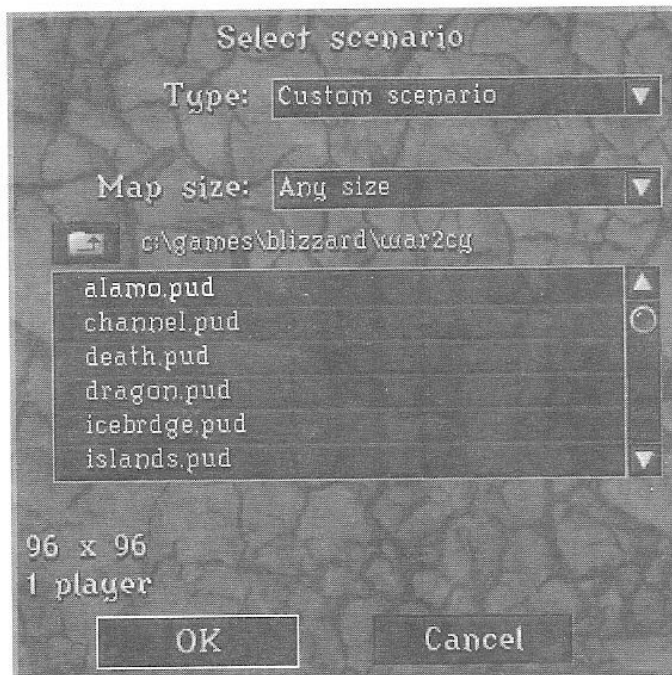 Select scenario
Type: Custom scenario
Map size: Any size
c:\games\blizzard\war2cy
alamo.pud
channel.pud
death.pud
dragon.pud
icebrdge.pud
islands.pud
96 x 96
1 player
OK Cancel